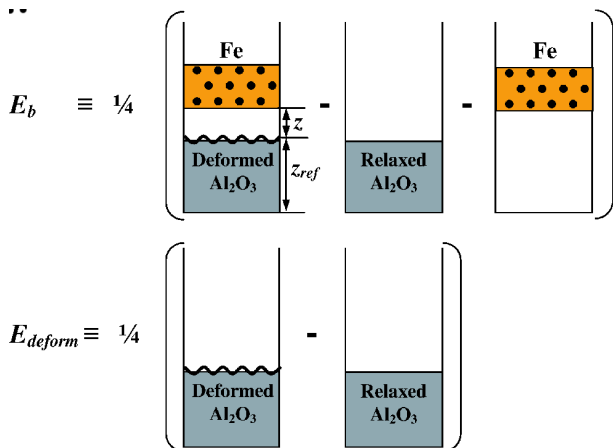 Fe Fe
E_b ≡ ¼ - -
z
Deformed Al₂O₃
z_ref
Relaxed Al₂O₃
E_deform ≡ ¼ -
Deformed Al₂O₃
Relaxed Al₂O₃